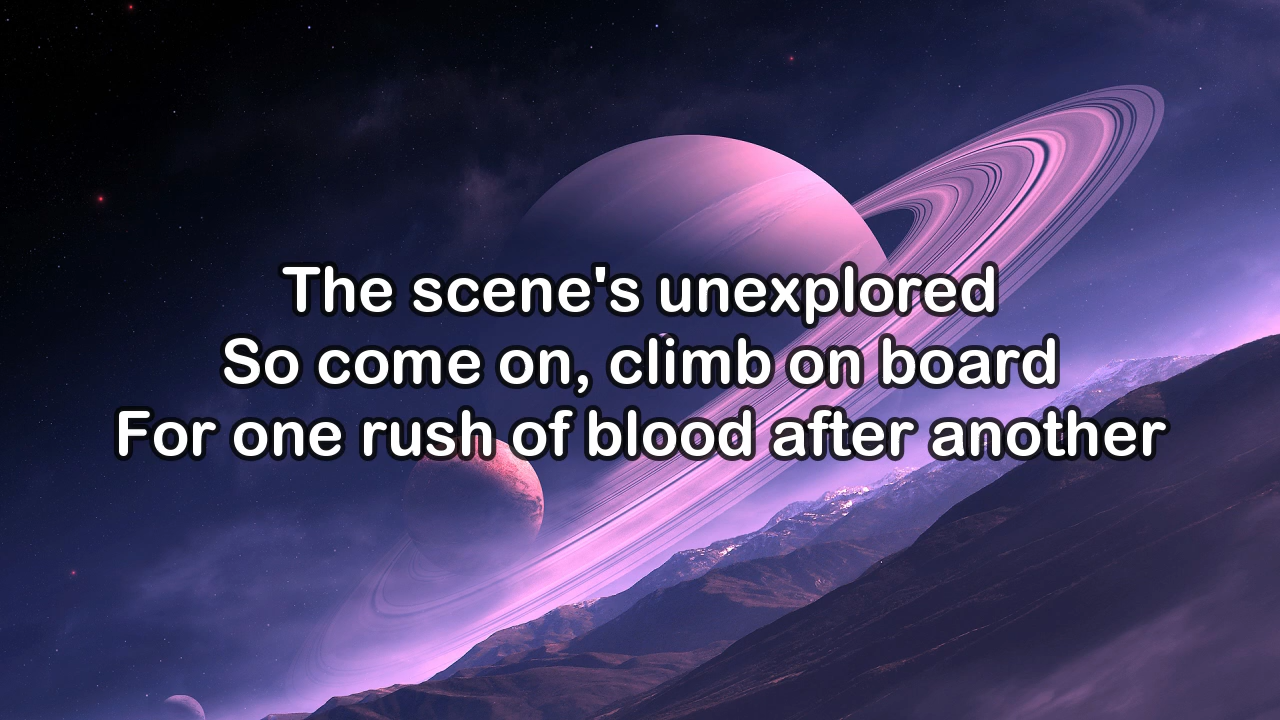 The scene's unexplored
So come on, climb on board
For one rush of blood after another